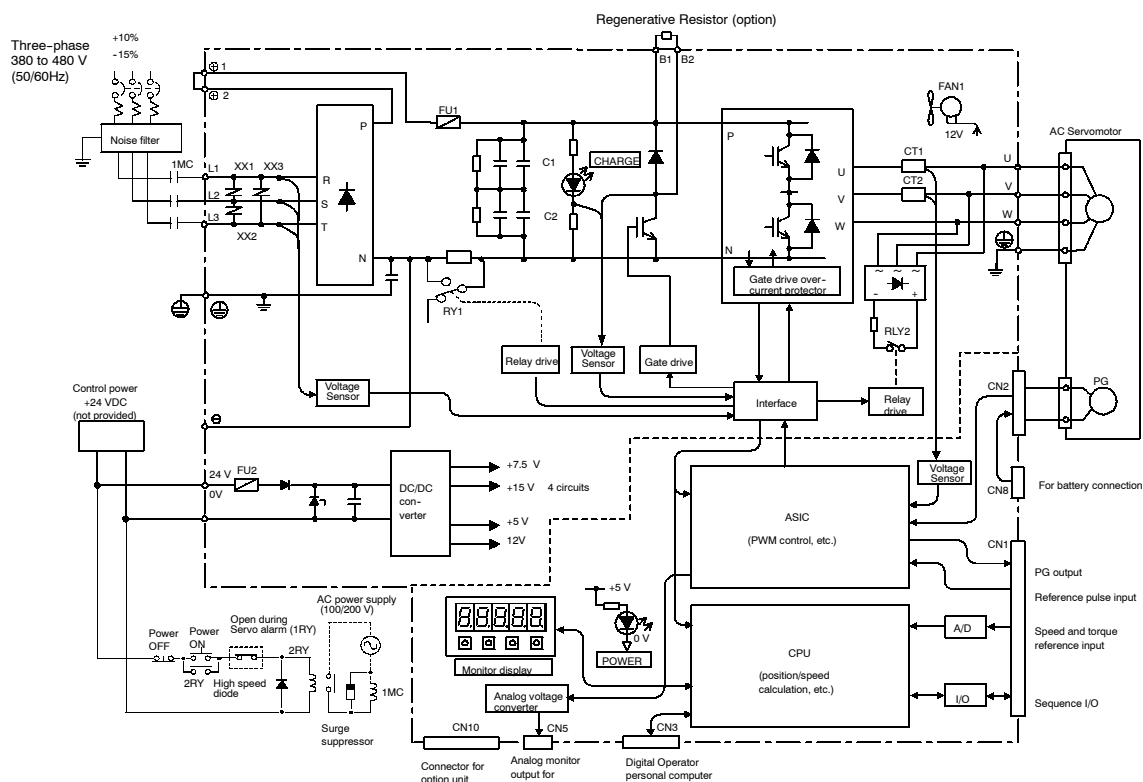 Regenerative Resistor (option)
Three-phase
380 to 480 V
(50/60Hz)
+10%
-15%
Noise filter
1MC
L1
L2
L3
XX1
XX3
XX2
⊕ 1
⊕ 2
P
R
S
T
N
FU1
C1
CHARGE
C2
B1
B2
P
N
U
V
W
Gate drive over-
current protector
FAN1
12V
CT1
CT2
U
V
W
AC Servomotor
~ ~ ~
- +
RLY2
RY1
Relay drive
Voltage
Sensor
Gate drive
Voltage
Sensor
Interface
Relay
drive
CN2
PG
Control power
+24 VDC
(not provided)
⊖
24 V
0V
FU2
DC/DC
con-
verter
+7.5 V
+15 V
4 circuits
+5 V
12V
Voltage
Sensor
CN8
For battery connection
ASIC
(PWM control, etc.)
CN1
PG output
Reference pulse input
Speed and torque
reference input
Sequence I/O
A/D
I/O
CPU
(position/speed
calculation, etc.)
+5 V
0 V
POWER
88888
Monitor display
Analog voltage
converter
AC power supply
(100/200 V)
Open during
Servo alarm (1RY)
Power
OFF
Power
ON
2RY
2RY
High speed
diode
1MC
Surge
suppressor
CN10
CN5
CN3
Connector for
option unit
Analog monitor
output for
Digital Operator
personal computer